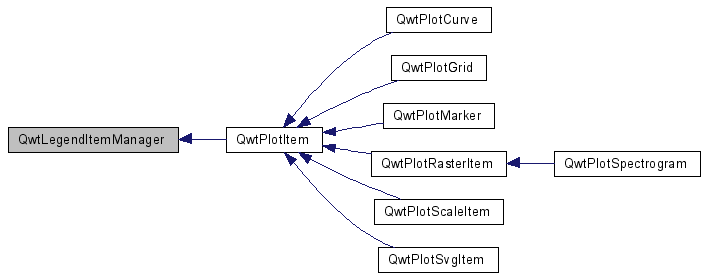 QwtPlotCurve
QwtPlotGrid
QwtPlotMarker
QwtLegendItemManager
QwtPlotItem
QwtPlotRasterItem
QwtPlotSpectrogram
QwtPlotScaleItem
QwtPlotSvgItem